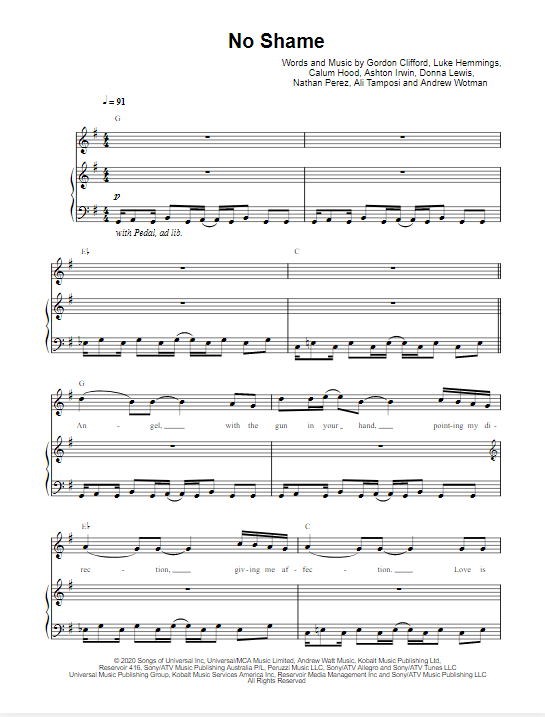 No Shame
Words and Music by Gordon Clifford, Luke Hemmings,
Calum Hood, Ashton Irwin, Donna Lewis,
Nathan Perez, Ali Tamposi and Andrew Wotman
♩ = 91
G
p
with Pedal, ad lib.
E♭ C
G
An - gel, with the gun in your hand, point-ing my di-
E♭ C
rec - tion, giv-ing me af- fec - tion. Love is
© 2020 Songs of Universal Inc, Universal/MCA Music Limited, Andrew Watt Music, Kobalt Music Publishing Ltd,
Reservoir 416, Sony/ATV Music Publishing Australia P/L, Peruzzi Music LLC, Sony/ATV Allegro and Sony/ATV Tunes LLC
Universal Music Publishing Group, Kobalt Music Services America Inc, Reservoir Media Management Inc and Sony/ATV Music Publishing LLC
All Rights Reserved